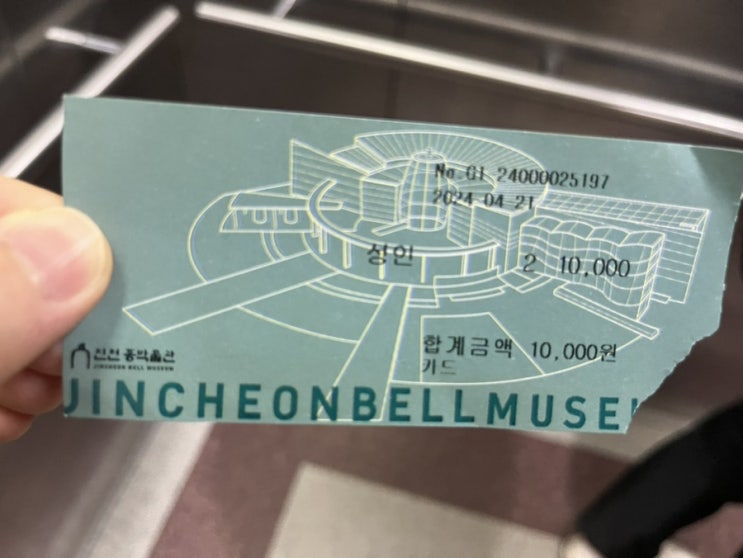 No.01-24000025197
2024-04-21
성인 2 10,000
합계금액 10,000원
카드
진천 종박물관
JINCHEON BELL MUSEUM
JINCHEONBELLMUSE